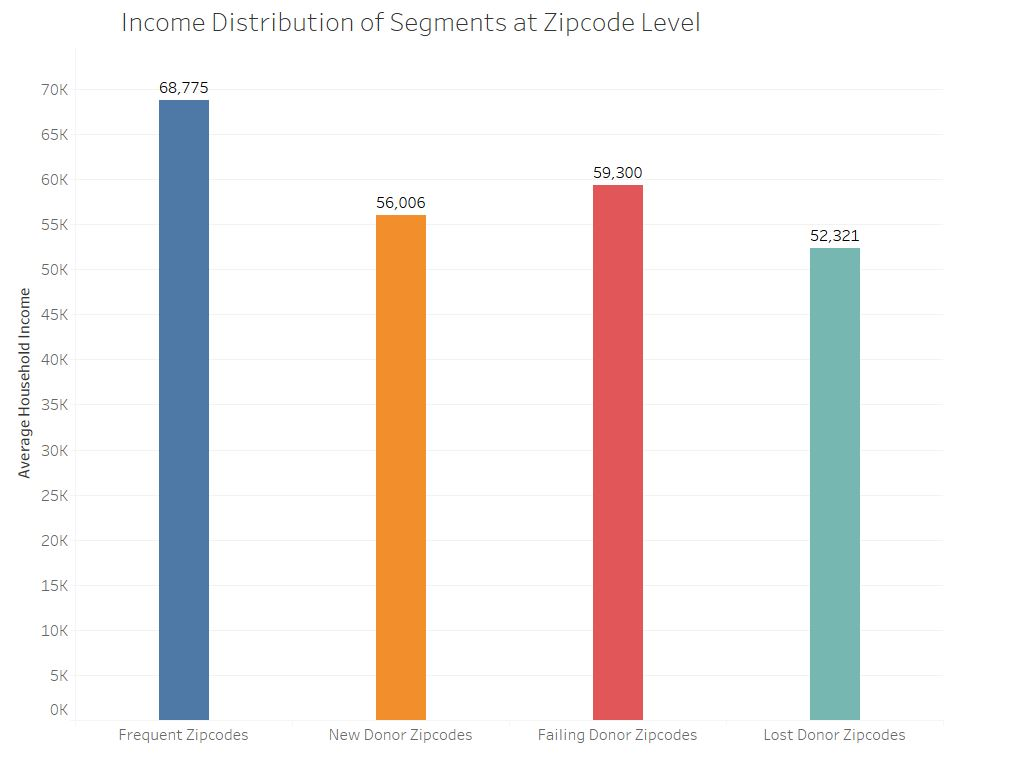 Income Distribution of Segments at Zipcode Level
Average Household Income
70K
65K
60K
55K
50K
45K
40K
35K
30K
25K
20K
15K
10K
5K
0K
68,775
56,006
59,300
52,321
Frequent Zipcodes
New Donor Zipcodes
Failing Donor Zipcodes
Lost Donor Zipcodes